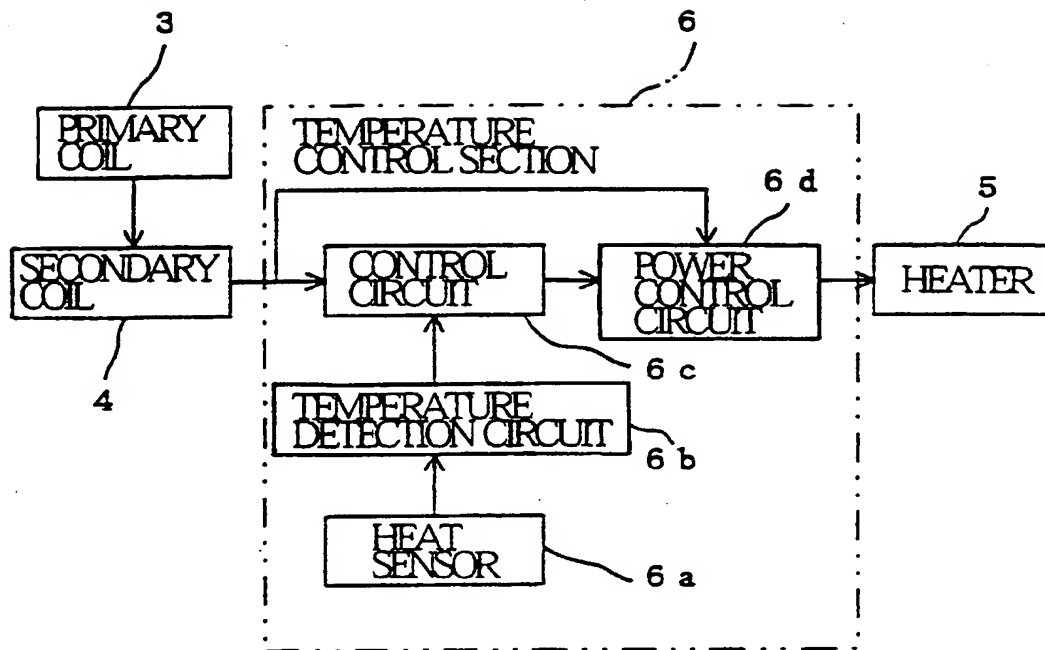 3
6
PRIMARY
COIL
TEMPERATURE
CONTROL SECTION
6 d
5
SECONDARY
COIL
CONTROL
CIRCUIT
POWER
CONTROL
CIRCUIT
HEATER
4
6 c
TEMPERATURE
DETECTION CIRCUIT
6 b
HEAT
SENSOR
6 a